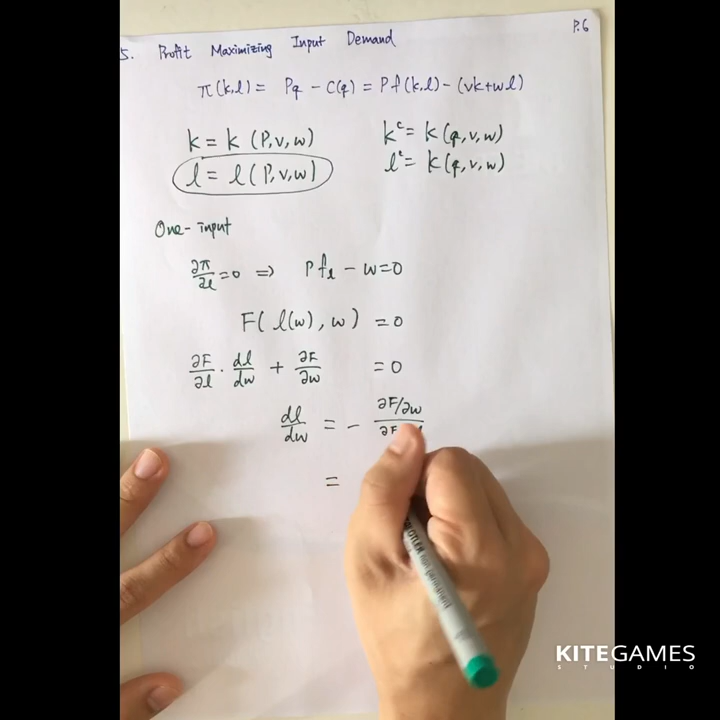 P.6
5. Profit Maximizing Input Demand
π(k,l) = Pq - C(q) = Pf(k,l) - (vk+wl)
k = k (P,v,w) k^c = k(q,v,w)
l = l(P,v,w) l^c = k(q,v,w)
One-input
∂π/∂l = 0 ⇒ P f_l - w = 0
F( l(w), w) = 0
∂F/∂l · dl/dw + ∂F/∂w = 0
dl/dw = - ∂F/∂w
=
KITEGAMES
STUDIO